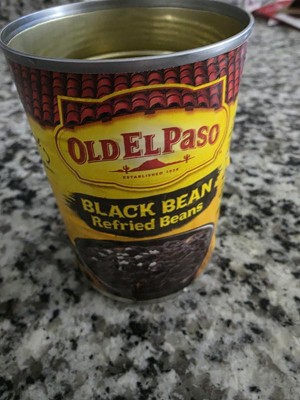 OLD EL PASO
ESTABLISHED 1938
BLACK BEAN
Refried Beans